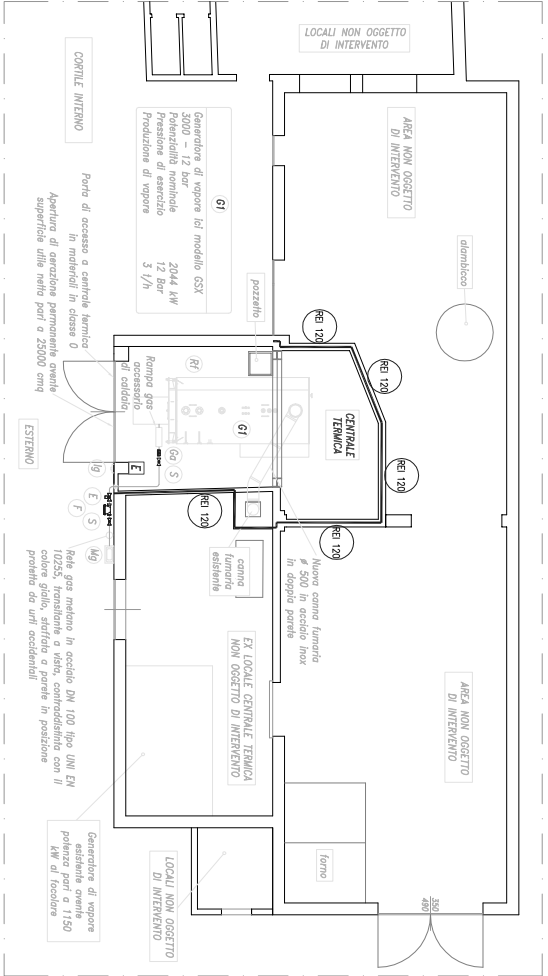 LOCALI NON OGGETTO
DI INTERVENTO
CORTILE INTERNO
AREA NON OGGETTO
DI INTERVENTO
alambicco
G1
Generatore di vapore ici modello GSX
3000 - 12 bar
Potenzialità nominale 2044 kW
Pressione di esercizio 12 Bar
Produzione di vapore 3 t/h
pozzetto
Porta di accesso a centrale termica
in materiali in classe 0
Apertura di aerazione permanente avente
superficie utile netta pari a 25000 cmq
REI 120
REI 120
REI 120
REI 120
REI 120
CENTRALE
TERMICA
Rf
G1
Rampa gas
accessorio
di caldaia
Ga
S
ESTERNO
E
Ig
E
S
F
Mg
canna
fumaria
esistente
Nuova canna fumaria
ø 500 in acciaio inox
in doppia parete
Rete gas metano in acciaio DN 100 tipo UNI EN
10255, transitante a vista, contraddistinta con il
colore giallo, staffata a parete in posizione
protetta da urti accidentali
EX LOCALE CENTRALE TERMICA
NON OGGETTO DI INTERVENTO
AREA NON OGGETTO
DI INTERVENTO
Generatore di vapore
esistente avente
potenza pari a 1150
kW al focolare
LOCALI NON OGGETTO
DI INTERVENTO
forno
350
490